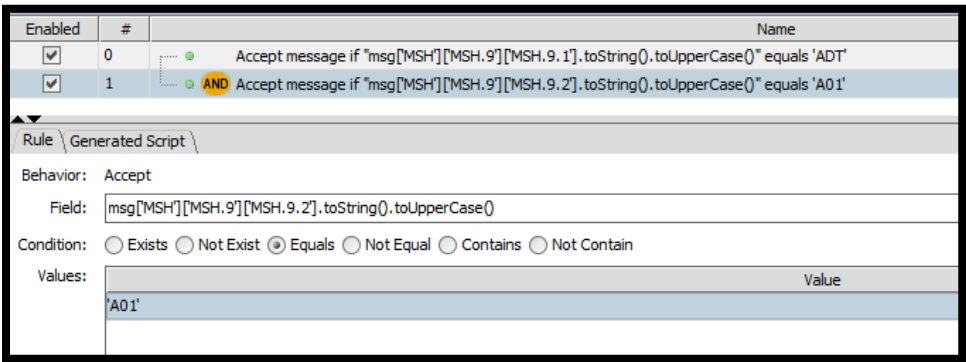 Enabled # Name
0 Accept message if "msg['MSH']['MSH.9']['MSH.9.1'].toString().toUpperCase()" equals 'ADT'
1 AND Accept message if "msg['MSH']['MSH.9']['MSH.9.2'].toString().toUpperCase()" equals 'A01'
Rule Generated Script
Behavior: Accept
Field: msg['MSH']['MSH.9']['MSH.9.2'].toString().toUpperCase()
Condition: Exists Not Exist Equals Not Equal Contains Not Contain
Values: Value
'A01'